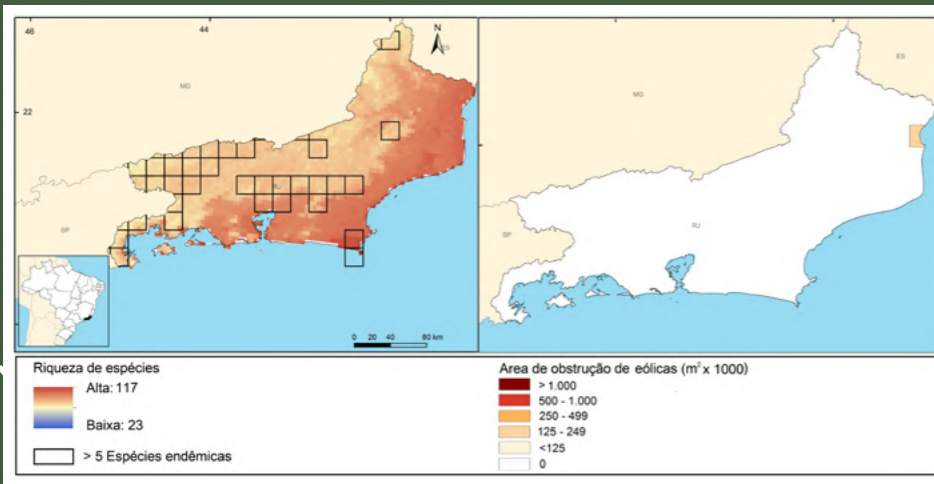 46
44
N
ES
MG
22
RJ
SP
0 20 40 80 km
ES
MG
RJ
SP
Riqueza de espécies
Alta: 117
Baixa: 23
> 5 Espécies endêmicas
Area de obstrução de eólicas (m² x 1000)
> 1.000
500 - 1.000
250 - 499
125 - 249
<125
0